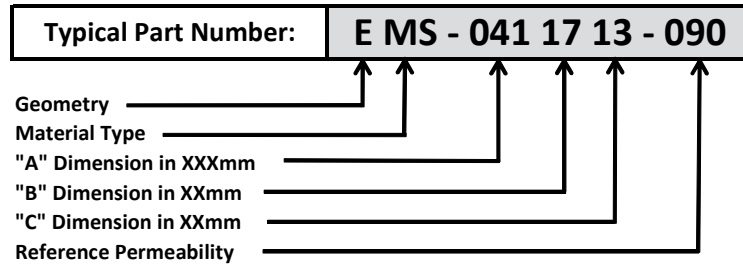 Typical Part Number: E MS - 041 17 13 - 090
Geometry
Material Type
"A" Dimension in XXXmm
"B" Dimension in XXmm
"C" Dimension in XXmm
Reference Permeability